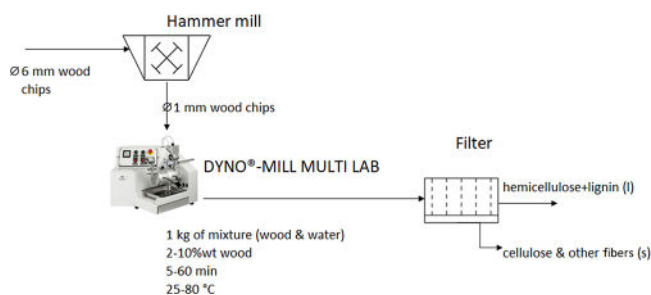 Hammer mill
Ø6 mm wood
chips
Ø1 mm wood chips
DYNO®-MILL MULTI LAB
Filter
hemicellulose+lignin (l)
1 kg of mixture (wood & water)
2-10%wt wood
5-60 min
25-80 °C
cellulose & other fibers (s)